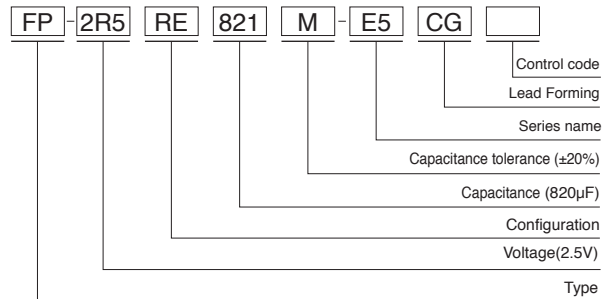 FP - 2R5 RE 821 M - E5 CG
Control code
Lead Forming
Series name
Capacitance tolerance (±20%)
Capacitance (820μF)
Configuration
Voltage(2.5V)
Type